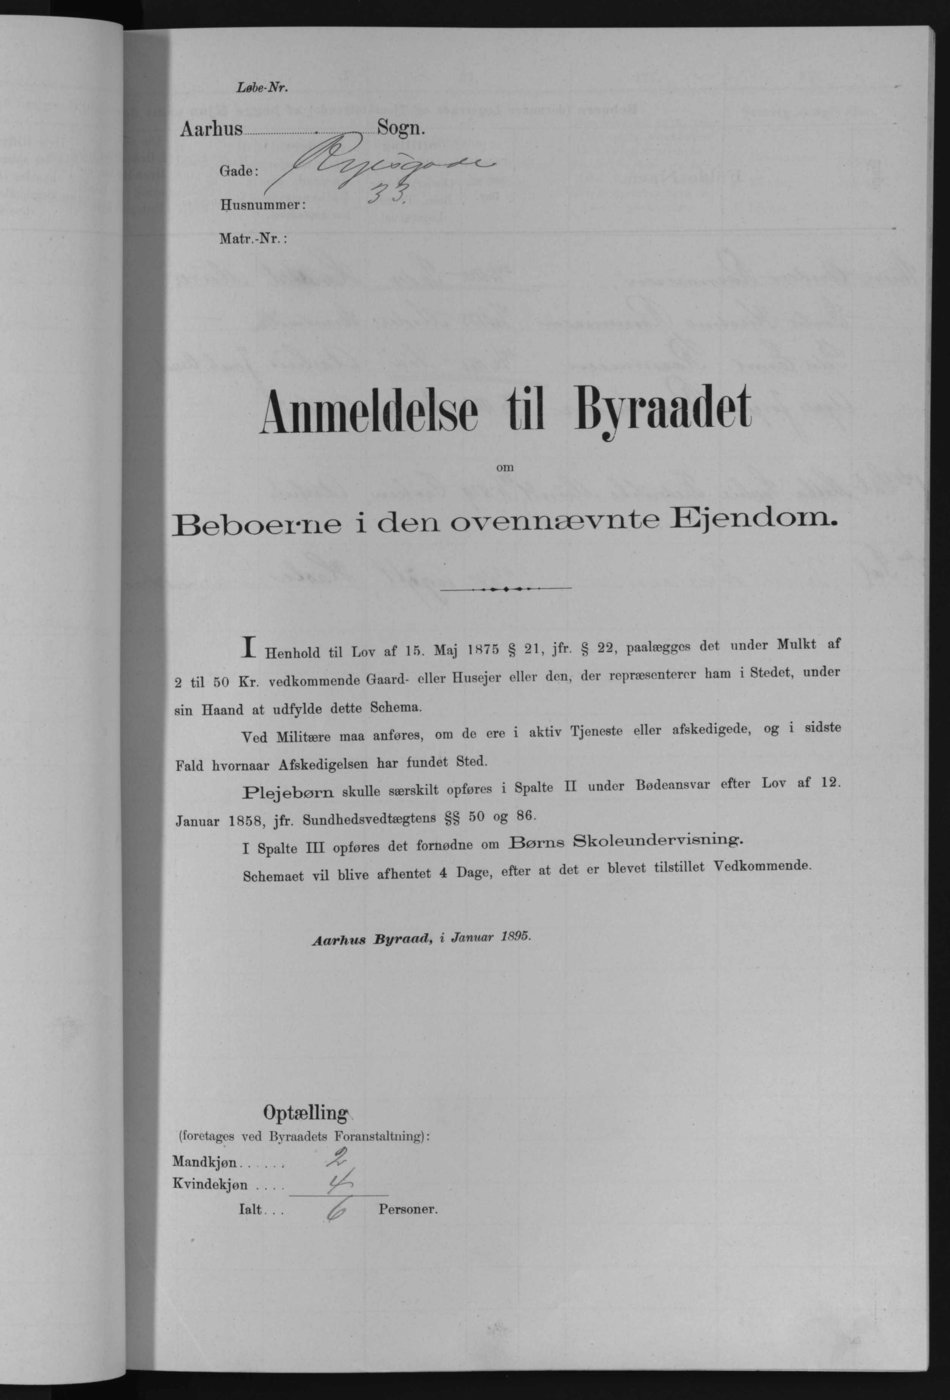 Løbe-Nr.
Aarhus Sogn.
Gade: Ryesgade
Husnummer: 33.
Matr.-Nr.:
Anmeldelse til Byraadet
om
Beboerne i den ovennævnte Ejendom.
I Henhold til Lov af 15. Maj 1875 § 21, jfr. § 22, paalægges det under Mulkt af
2 til 50 Kr. vedkommende Gaard- eller Husejer eller den, der repræsenterer ham i Stedet, under
sin Haand at udfylde dette Schema.
Ved Militære maa anføres, om de ere i aktiv Tjeneste eller afskedigede, og i sidste
Fald hvornaar Afskedigelsen har fundet Sted.
Plejebørn skulle særskilt opføres i Spalte II under Bødeansvar efter Lov af 12.
Januar 1858, jfr. Sundhedsvedtægtens §§ 50 og 86.
I Spalte III opføres det fornødne om Børns Skoleundervisning.
Schemaet vil blive afhentet 4 Dage, efter at det er blevet tilstillet Vedkommende.
Aarhus Byraad, i Januar 1895.
Optælling
(foretages ved Byraadets Foranstaltning):
Mandkjøn...... 2
Kvindekjøn .... 4
Ialt... 6 Personer.